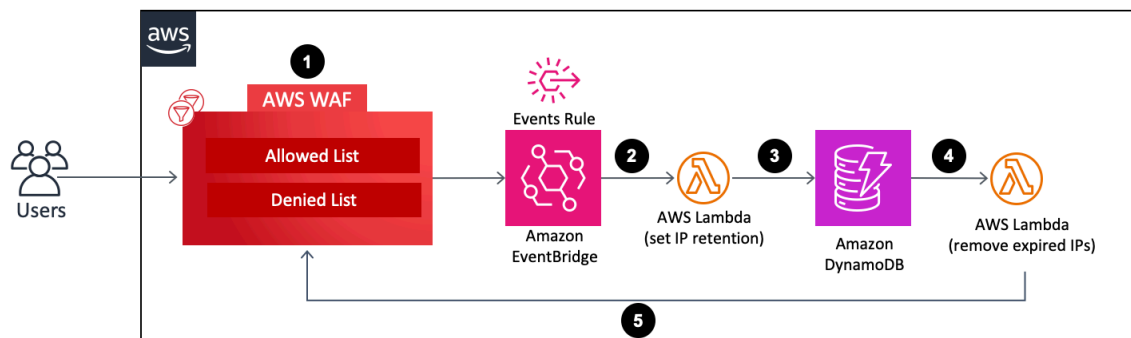 aws
1
AWS WAF
Allowed List
Denied List
Users
Events Rule
Amazon
EventBridge
2
AWS Lambda
(set IP retention)
3
Amazon
DynamoDB
4
AWS Lambda
(remove expired IPs)
5